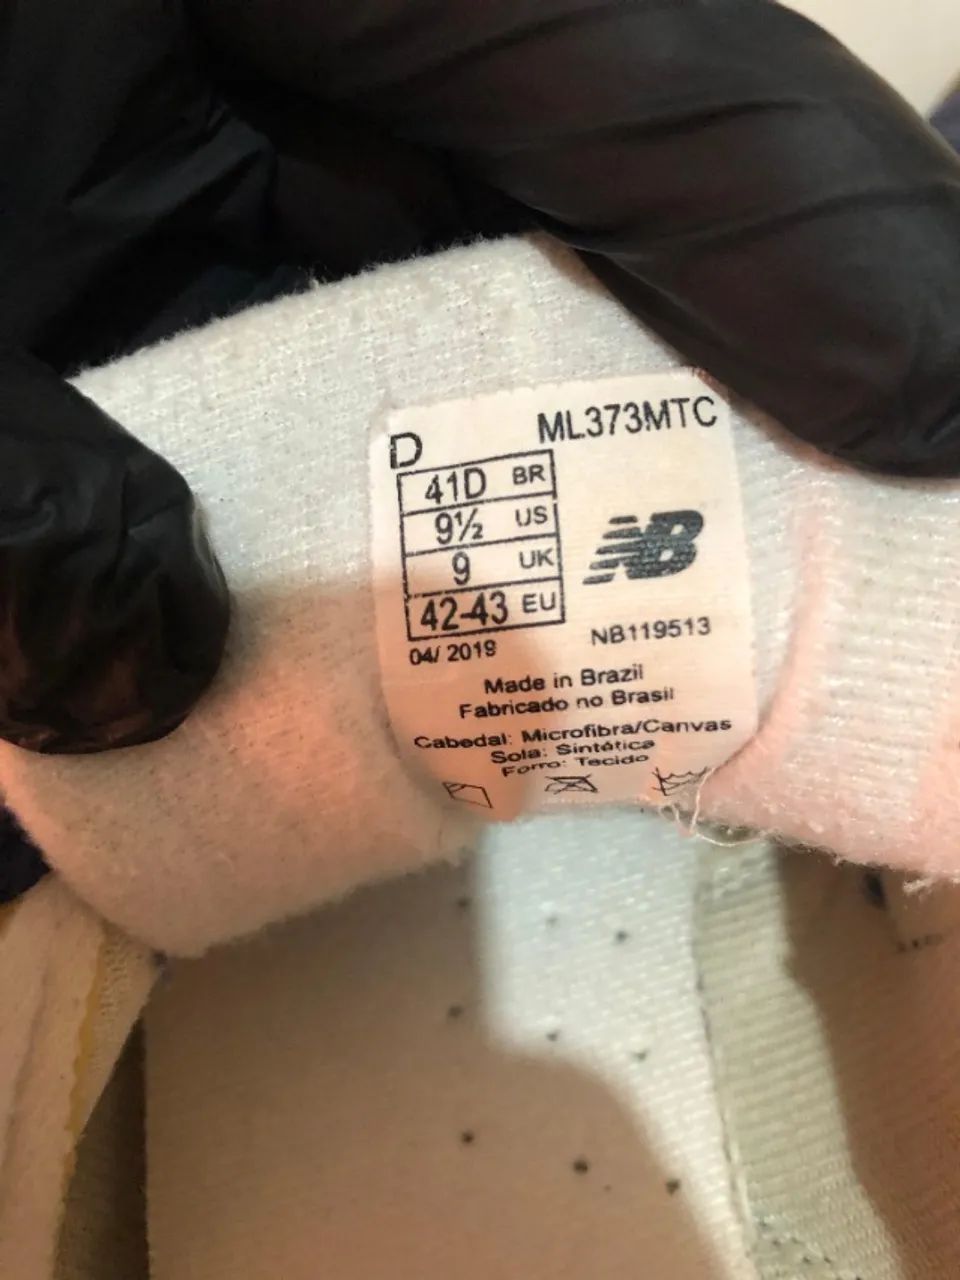 D ML373MTC
41D BR
9½ US
9 UK
42-43 EU
NB
04/ 2019 NB119513
Made in Brazil
Fabricado no Brasil
Cabedal: Microfibra/Canvas
Sola: Sintética
Forro: Tecido